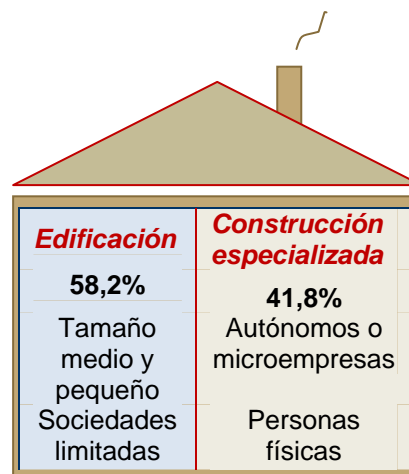 Edificación
58,2%
Tamaño
medio y
pequeño
Sociedades
limitadas
Construcción
especializada
41,8%
Autónomos o
microempresas
Personas
físicas